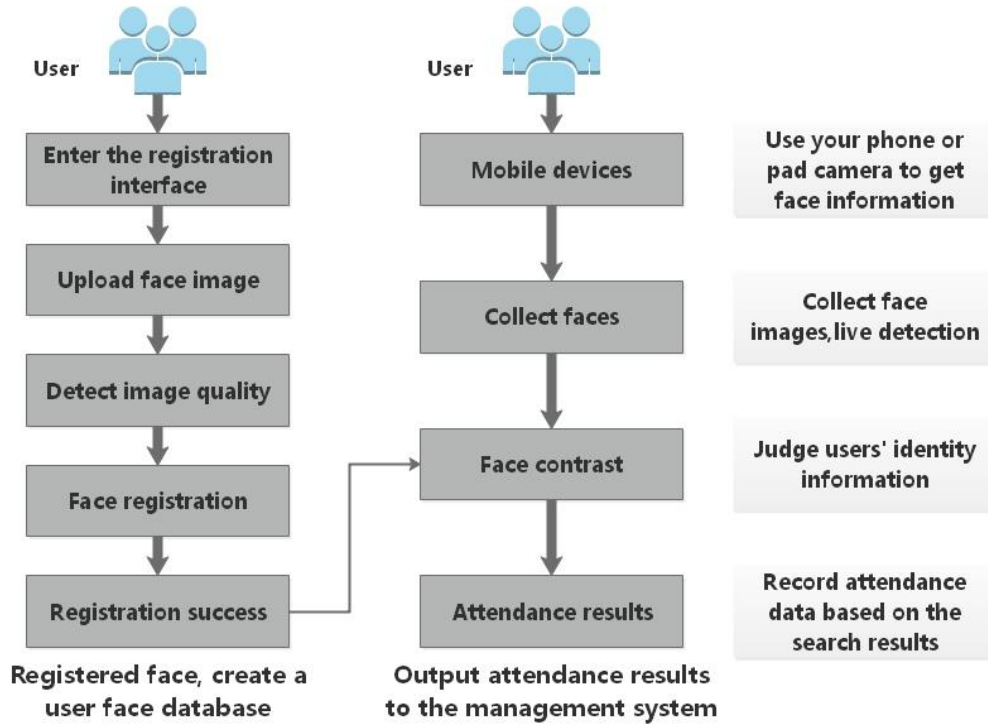 User
Enter the registration
interface
Upload face image
Detect image quality
Face registration
Registration success
Registered face, create a
user face database
User
Mobile devices
Collect faces
Face contrast
Attendance results
Output attendance results
to the management system
Use your phone or
pad camera to get
face information
Collect face
images,live detection
Judge users' identity
information
Record attendance
data based on the
search results